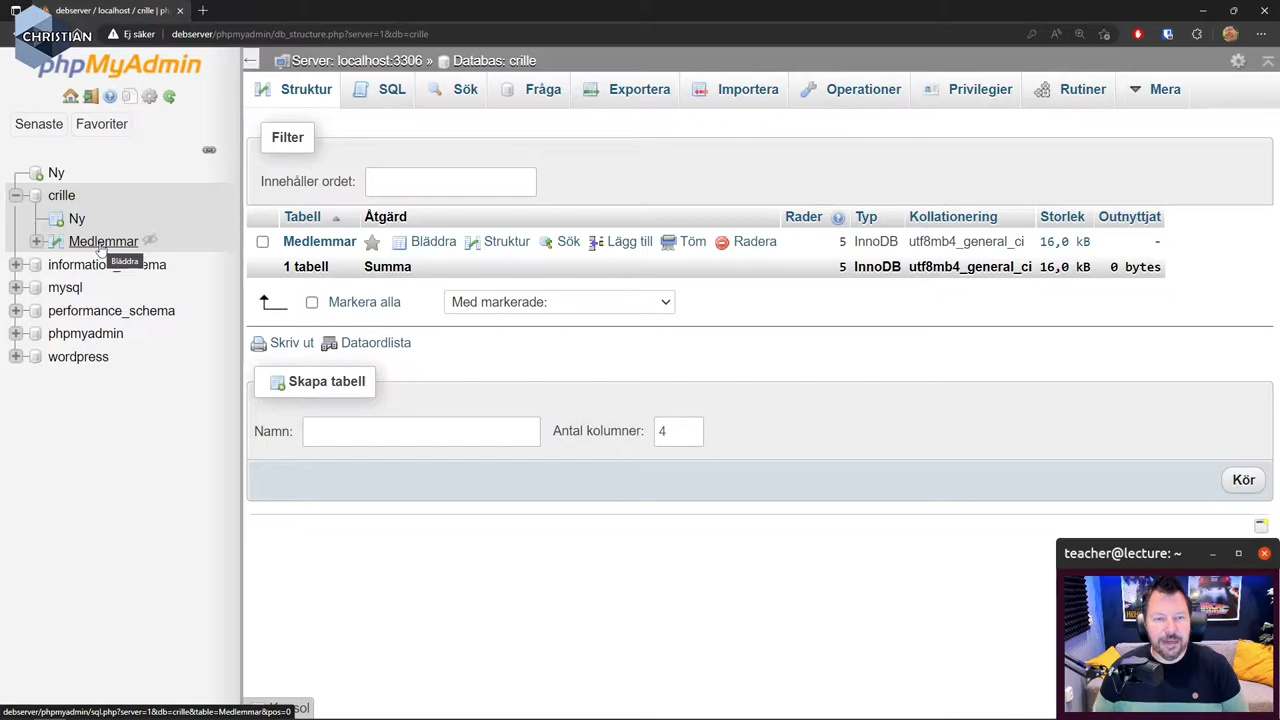 debserver / localhost / crille | ph
CHRISTIAN
Ej säker
debserver/phpmyadmin/db_structure.php?server=1&db=crille
phpMyAdmin
Senaste
Favoriter
Ny
crille
Ny
Medlemmar
Bläddra
mysql
performance_schema
phpmyadmin
wordpress
Server: localhost:3306 » Databas: crille
Struktur
SQL
Sök
Fråga
Exportera
Importera
Operationer
Privilegier
Rutiner
Mera
Filter
Innehåller ordet:
Tabell Åtgärd Rader Typ Kollationering Storlek Outnyttjat
Medlemmar Bläddra Struktur Sök Lägg till Töm Radera 5 InnoDB utf8mb4_general_ci 16,0 kB -
1 tabell Summa 5 InnoDB utf8mb4_general_ci 16,0 kB 0 bytes
Markera alla
Med markerade:
Skriv ut
Dataordlista
Skapa tabell
Namn:
Antal kolumner: 4
Kör
teacher@lecture: ~
debserver/phpmyadmin/sql.php?server=1&db=crille&table=Medlemmar&pos=0